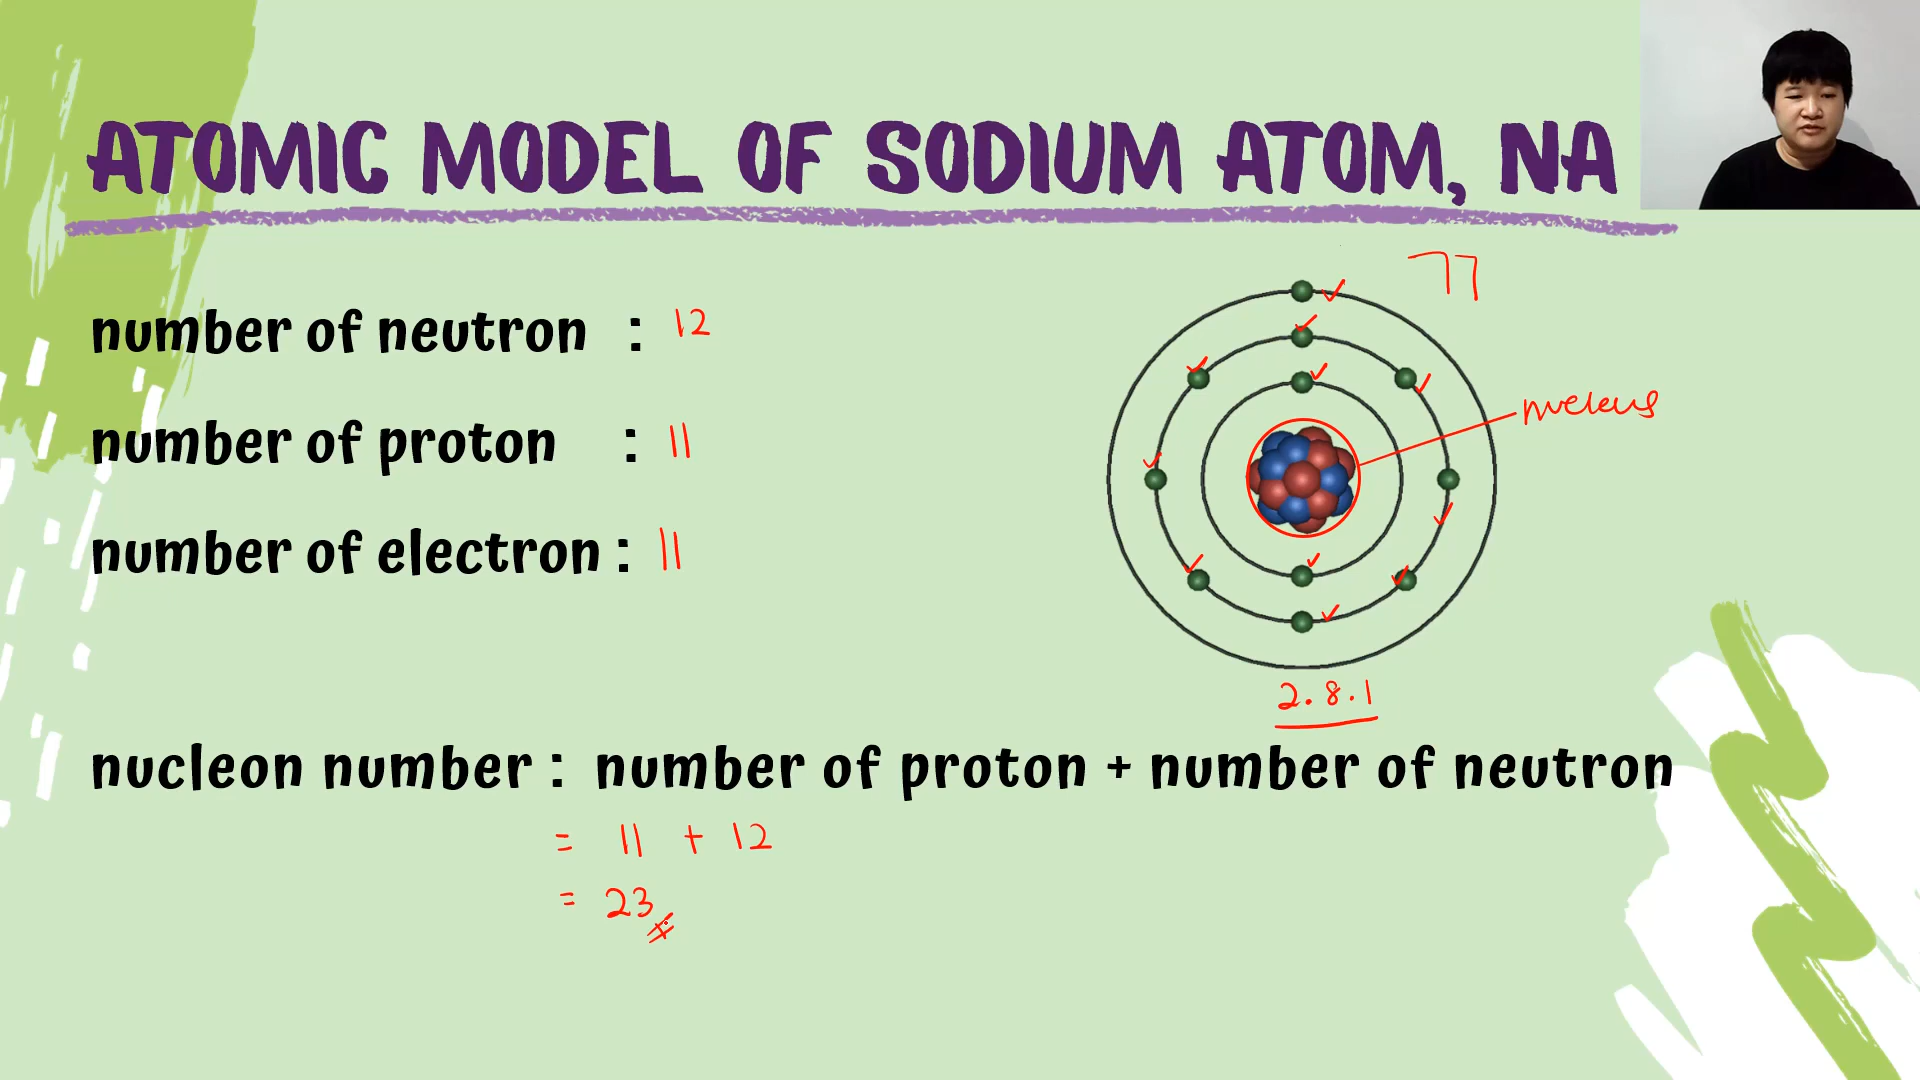 ATOMIC MODEL OF SODIUM ATOM, NA
number of neutron : 12
number of proton : 11
number of electron : 11
77
nucleus
2.8.1
nucleon number : number of proton + number of neutron
= 11 + 12
= 23